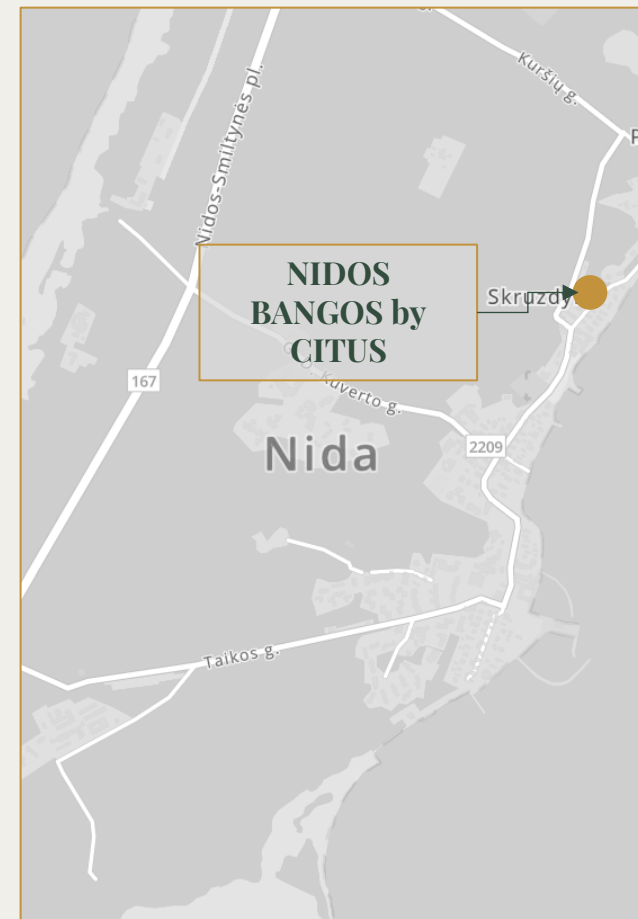 Kuršių g.
Nidos-Smiltynės pl.
NIDOS
BANGOS by
CITUS
Skruzdy
167
Kuverto g.
Nida
2209
Taikos g.